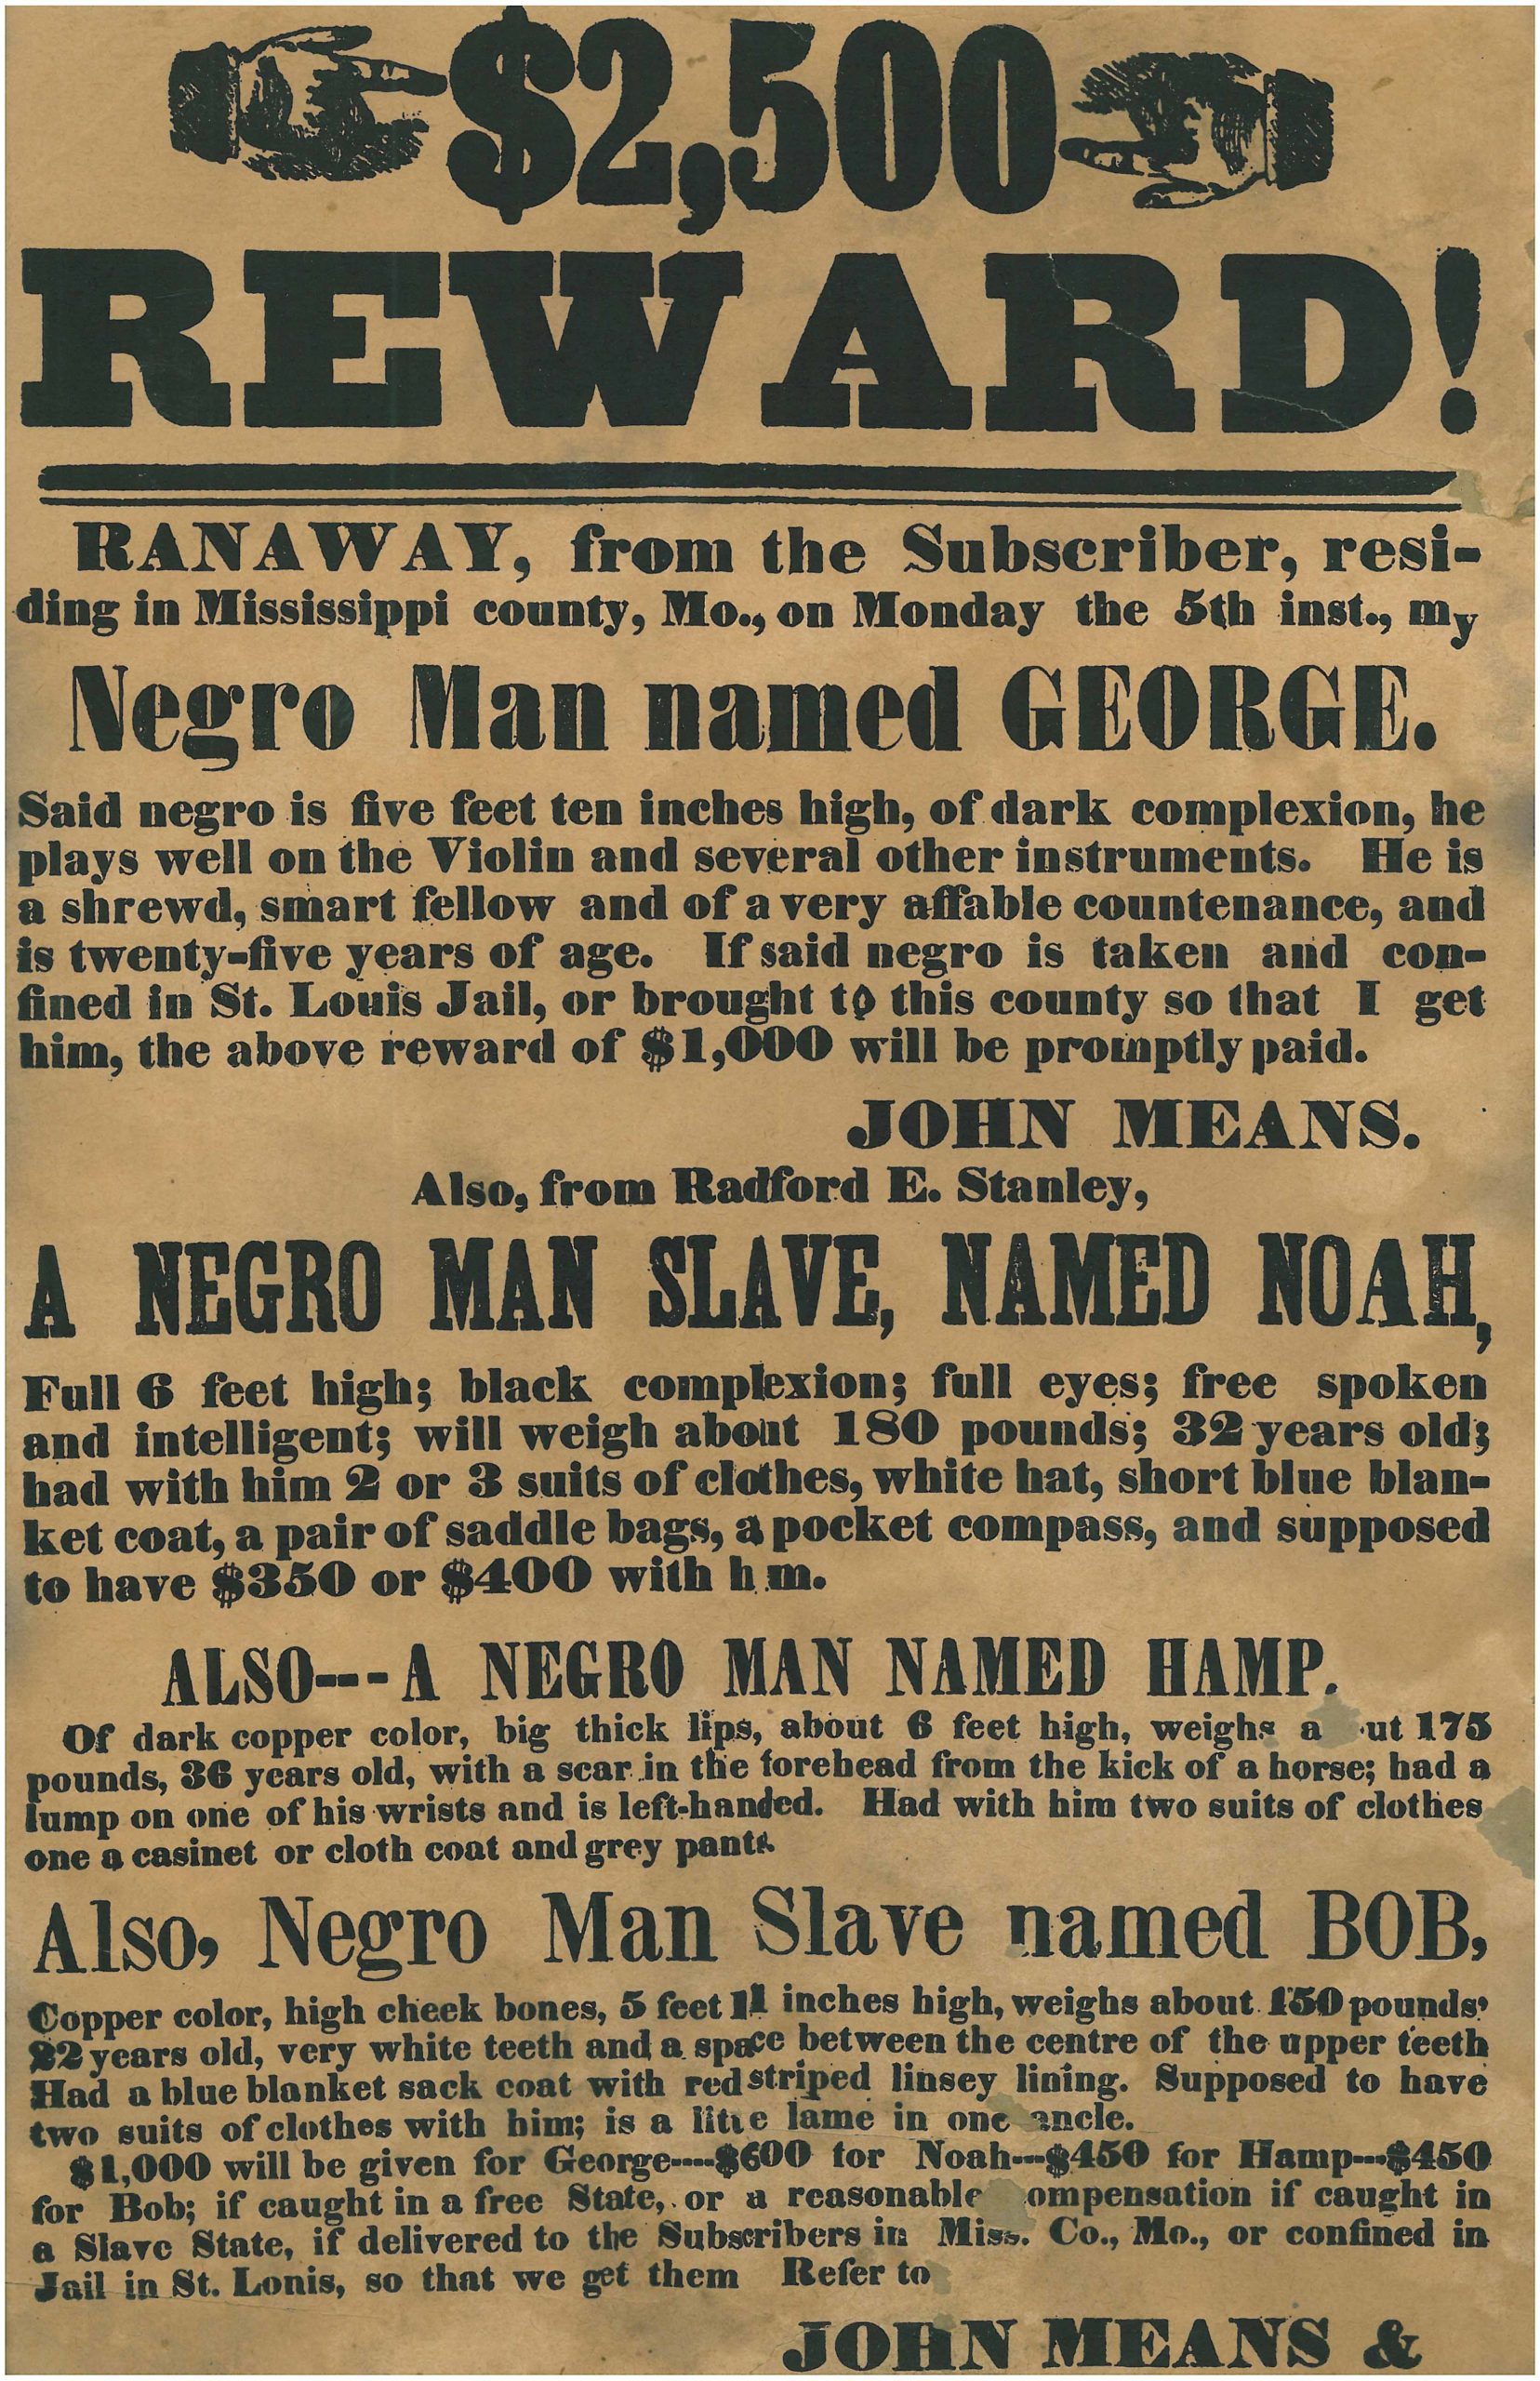 $2,500
REWARD!
RANAWAY, from the Subscriber, resi-
ding in Mississippi county, Mo., on Monday the 5th inst., my
Negro Man named GEORGE.
Said negro is five feet ten inches high, of dark complexion, he
plays well on the Violin and several other instruments. He is
a shrewd, smart fellow and of a very affable countenance, and
is twenty-five years of age. If said negro is taken and con-
fined in St. Louis Jail, or brought to this county so that I get
him, the above reward of $1,000 will be promptly paid.
JOHN MEANS.
Also, from Radford E. Stanley,
A NEGRO MAN SLAVE, NAMED NOAH,
Full 6 feet high; black complexion; full eyes; free spoken
and intelligent; will weigh about 180 pounds; 32 years old;
had with him 2 or 3 suits of clothes, white hat, short blue blan-
ket coat, a pair of saddle bags, a pocket compass, and supposed
to have $350 or $400 with h m.
ALSO---A NEGRO MAN NAMED HAMP.
Of dark copper color, big thick lips, about 6 feet high, weighs a ut 175
pounds, 36 years old, with a scar in the forehead from the kick of a horse; had a
lump on one of his wrists and is left-handed. Had with him two suits of clothes
one a casinet or cloth coat and grey pants.
Also, Negro Man Slave named BOB,
Copper color, high cheek bones, 5 feet 11 inches high, weighs about 150 pounds,
22 years old, very white teeth and a space between the centre of the upper teeth
Had a blue blanket sack coat with red striped linsey lining. Supposed to have
two suits of clothes with him; is a little lame in one ancle.
$1,000 will be given for George----$600 for Noah---$450 for Hamp---$450
for Bob; if caught in a free State, or a reasonable ompensation if caught in
a Slave State, if delivered to the Subscribers in Miss. Co., Mo., or confined in
Jail in St. Lonis, so that we get them Refer to
JOHN MEANS &